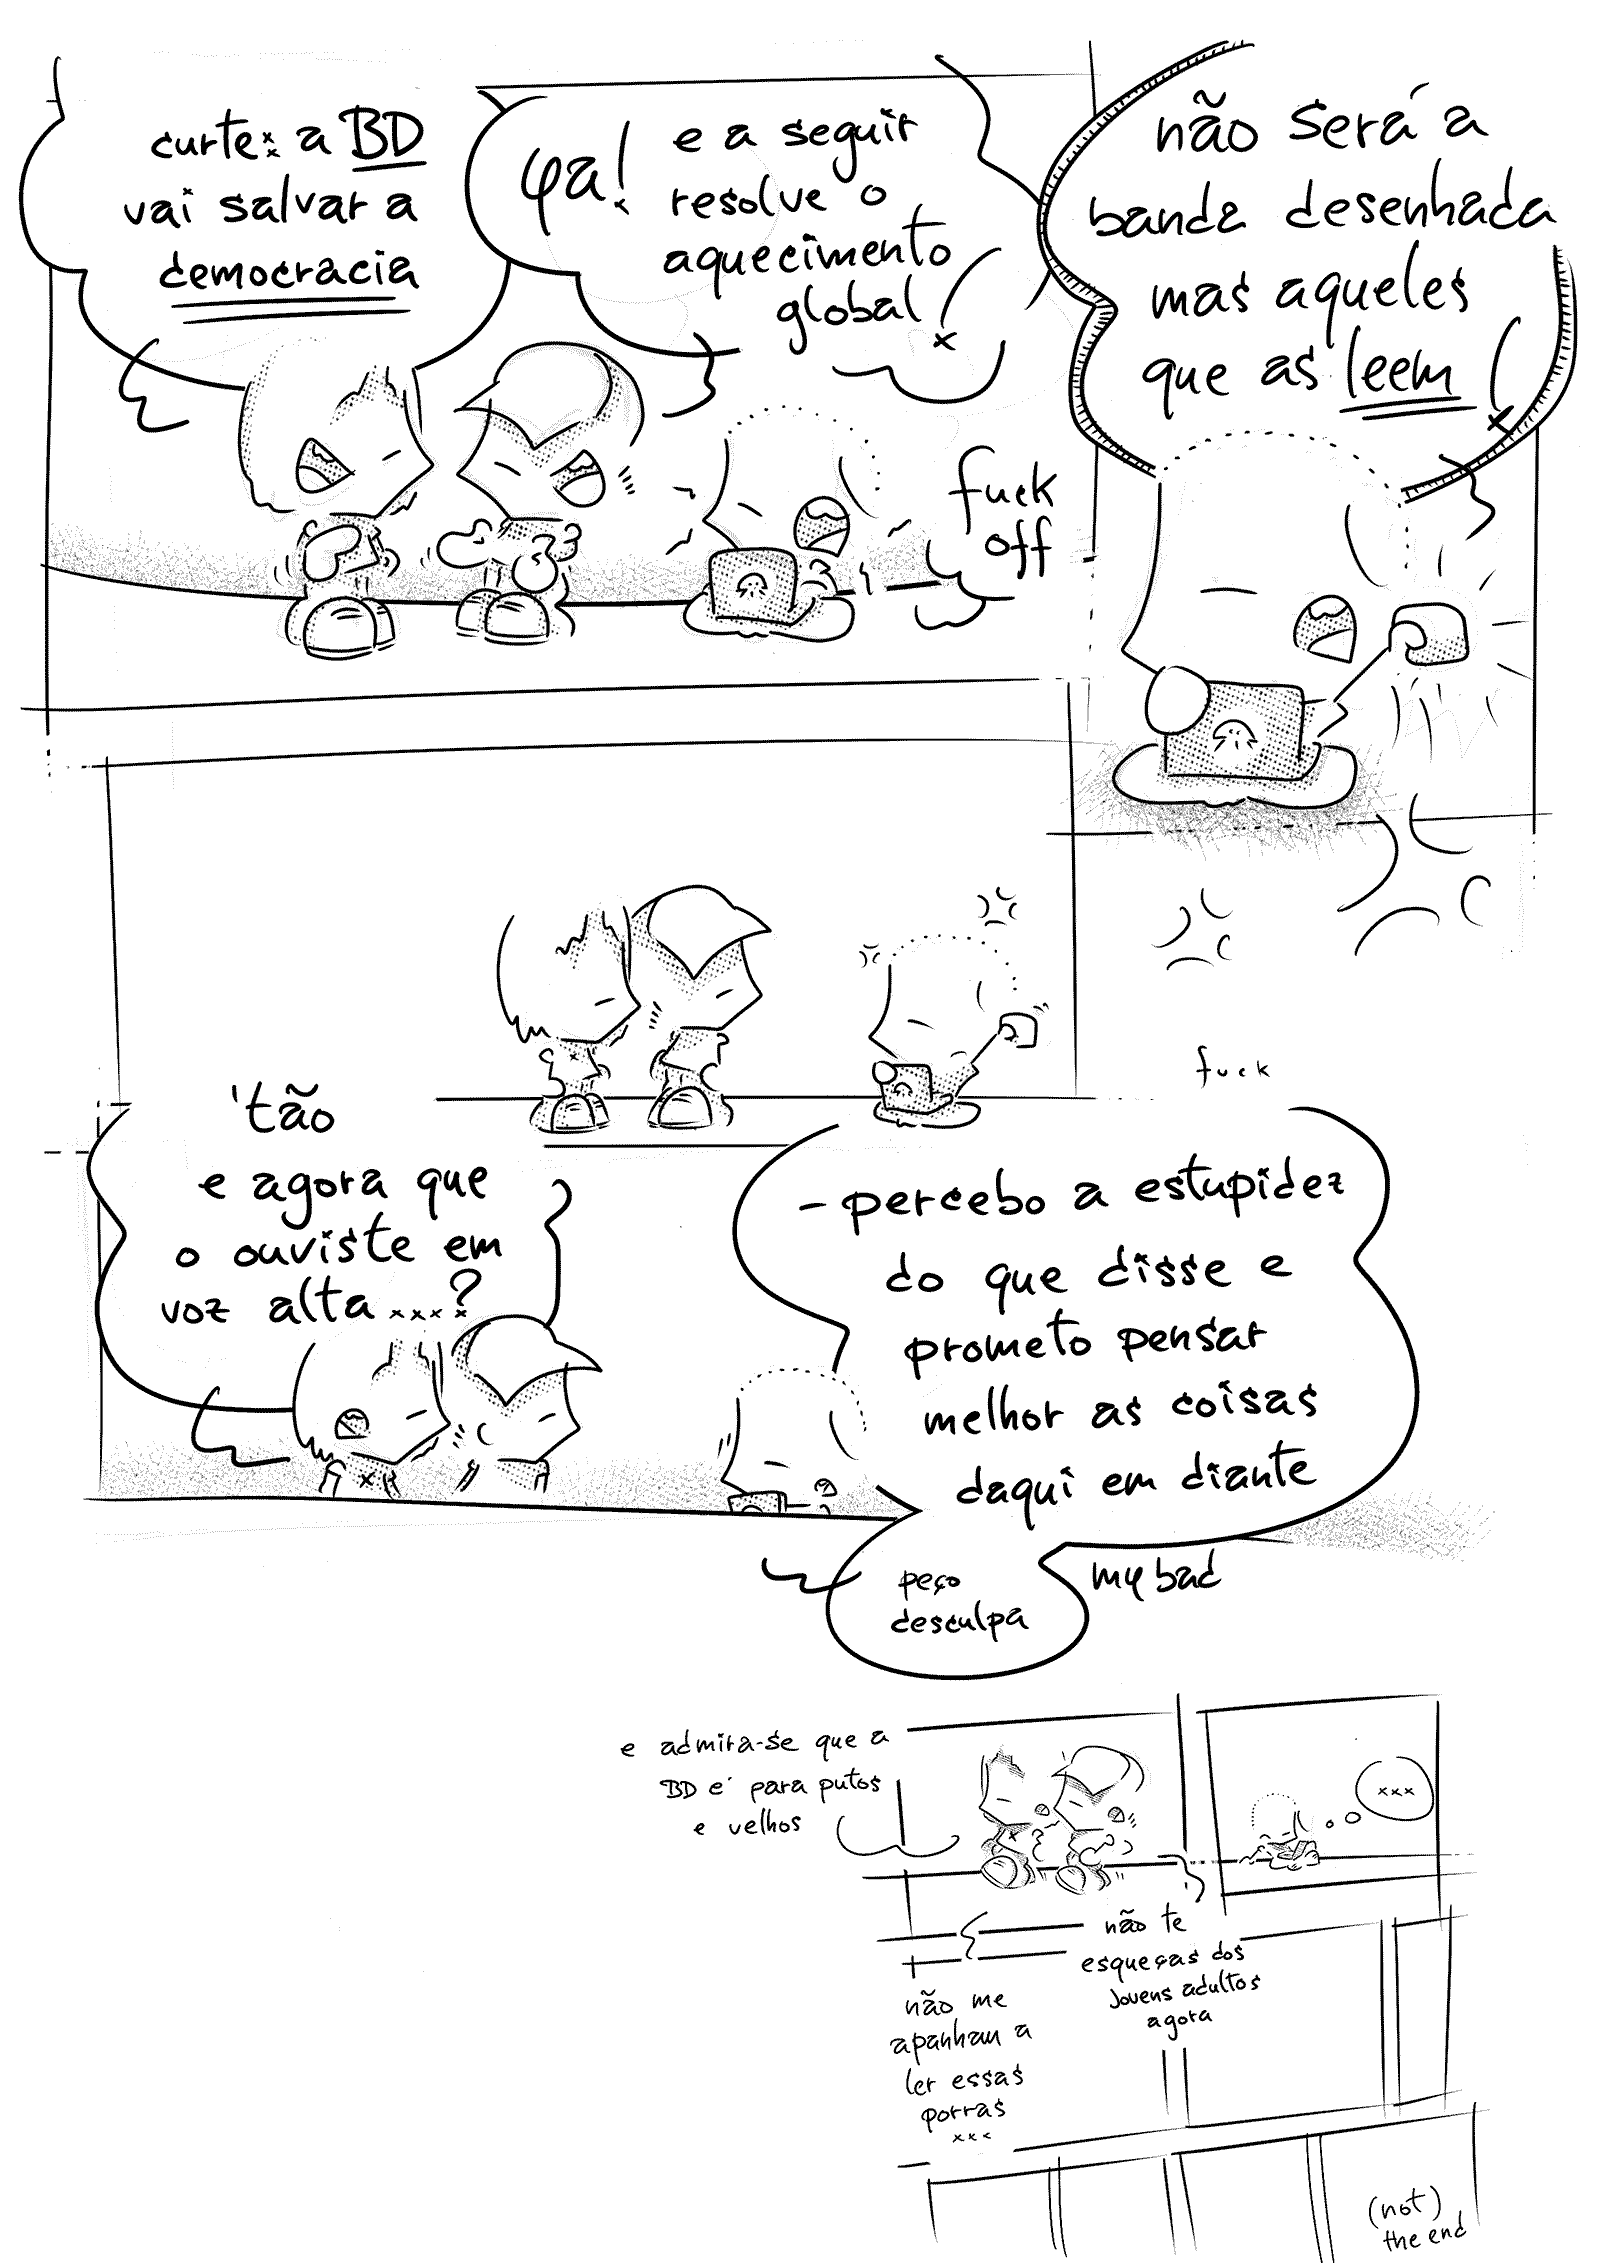 curte: a BD
vai salvar a
democracia
ya!
e a seguir
resolve o
aquecimento
global
fuck
off
não será a
banda desenhada
mas aqueles
que as leem!
fuck
'tão
e agora que
o ouviste em
voz alta ...?
- percebo a estupidez
do que disse e
prometo pensar
melhor as coisas
daqui em diante
peço
desculpa
my bad
e admira-se que a
BD é para putos
e velhos
xxx
não te
esqueças dos
jovens adultos
agora
não me
apanham a
ler essas
porras
xxx
(not)
the end